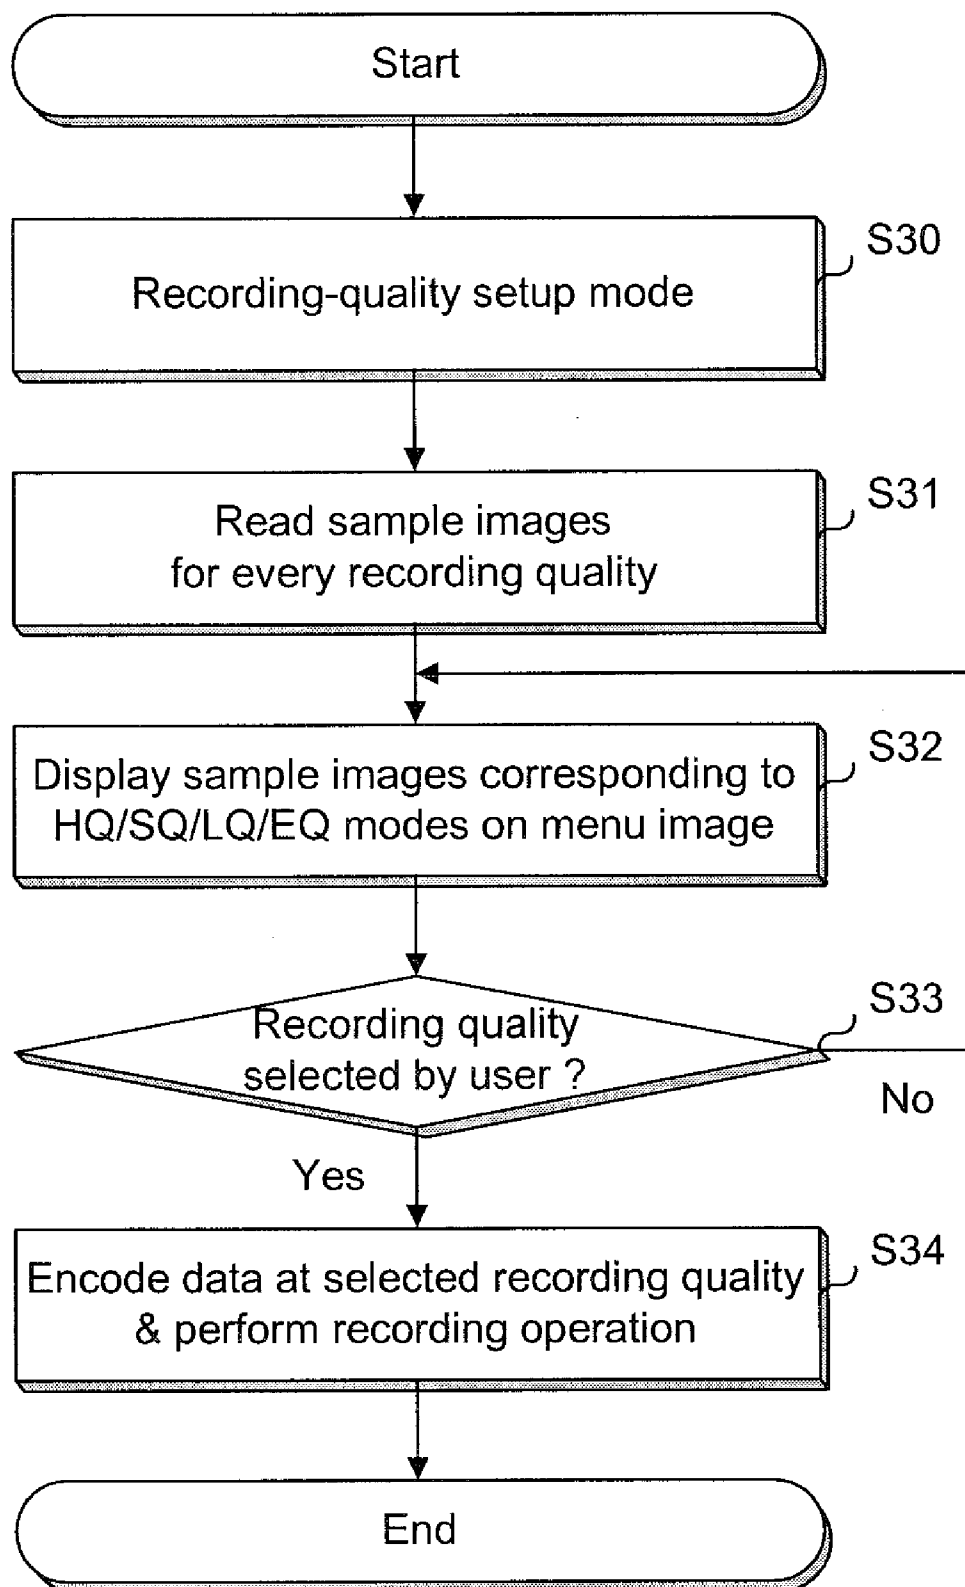 Start
S30
Recording-quality setup mode
S31
Read sample images
for every recording quality
S32
Display sample images corresponding to
HQ/SQ/LQ/EQ modes on menu image
S33
Recording quality
selected by user ?
No
Yes
S34
Encode data at selected recording quality
& perform recording operation
End